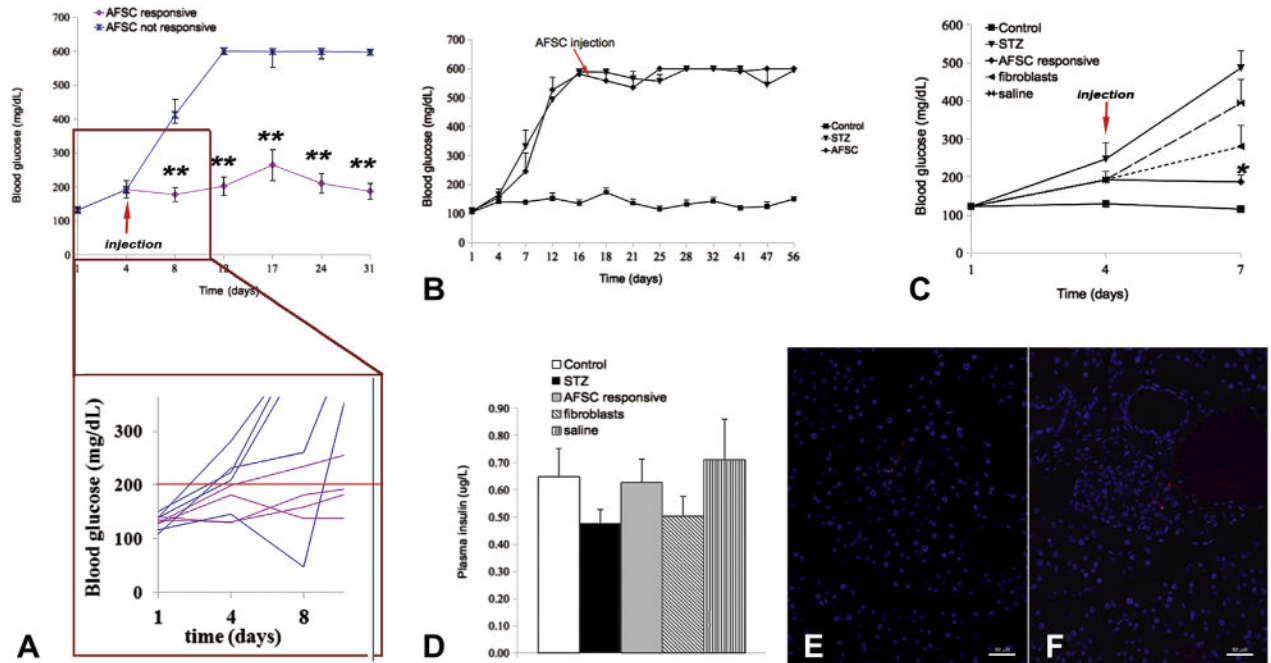 AFSC responsive
AFSC not responsive
Blood glucose (mg/dL)
700
600
500
400
300
200
100
0
** ** ** ** **
injection
1 4 8 12 17 24 31
Time (days)
Blood glucose (mg/dL)
300
200
100
0
1 4 8
time (days)
A
Blood glucose (mg/dL)
700
600
500
400
300
200
100
0
AFSC injection
Control
STZ
AFSC
1 4 7 12 16 18 21 25 28 32 41 47 56
Time (days)
B
Control
STZ
AFSC responsive
fibroblasts
saline
Blood glucose (mg/dL)
600
500
400
300
200
100
0
injection
*
1 4 7
Time (days)
C
Control
STZ
AFSC responsive
fibroblasts
saline
Plasma insulin (ug/L)
0.90
0.80
0.70
0.60
0.50
0.40
0.30
0.20
0.10
0.00
D
E
F